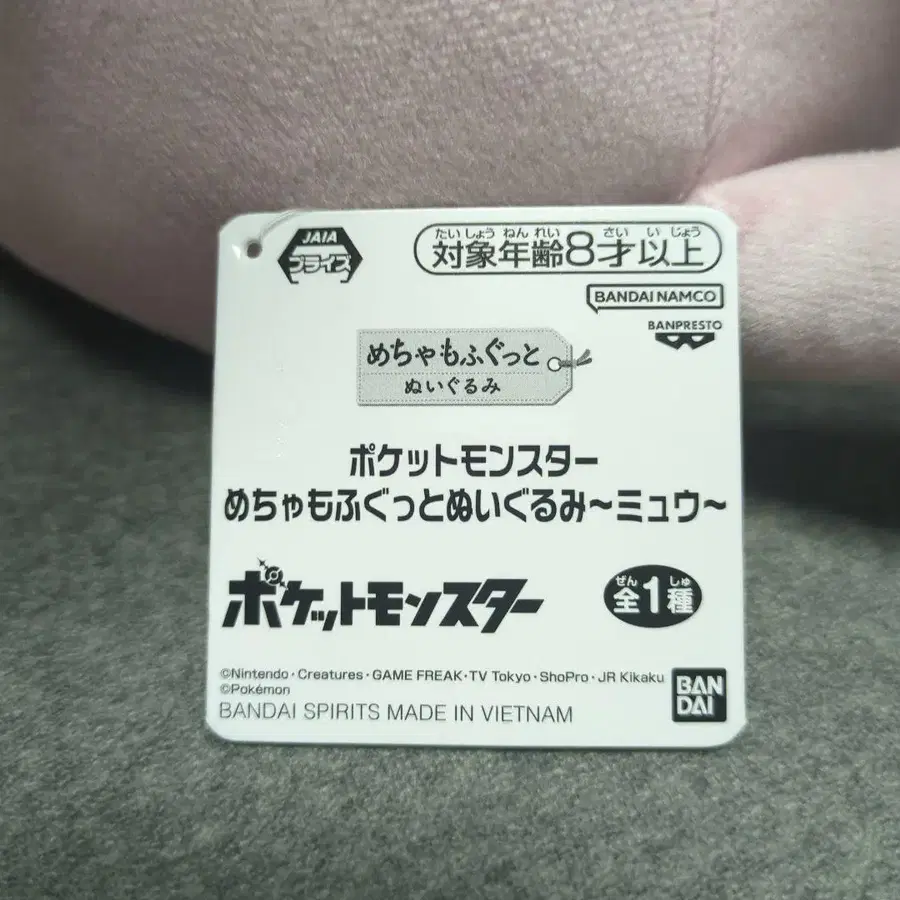 JAIA
プライズ
たいしょうねんれい さいいじょう
対象年齢8才以上
BANDAI NAMCO
BANPRESTO
めちゃもふぐっと
ぬいぐるみ
ポケットモンスター
めちゃもふぐっとぬいぐるみ〜ミュウ〜
ポケットモンスター
ぜん しゅ
全1種
©Nintendo・Creatures・GAME FREAK・TV Tokyo・ShoPro・JR Kikaku
©Pokémon
BANDAI SPIRITS MADE IN VIETNAM
BAN
DAI